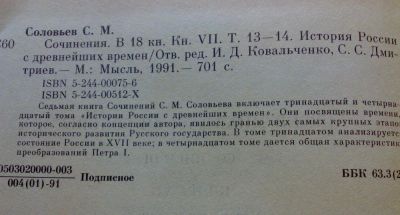 Соловьев С. М.
С60
Сочинения. В 18 кн. Кн. VII. Т. 13—14. История России
с древнейших времен/Отв. ред. И. Д. Ковальченко, С. С. Дми-
триев.— М.: Мысль, 1991.— 701 с.
ISBN 5-244-00075-6
ISBN 5-244-00512-X
Седьмая книга Сочинений С. М. Соловьева включает тринадцатый и четырна-
дцатый тома «Истории России с древнейших времен». Они посвящены времени,
которое, согласно концепции автора, явилось гранью двух самых крупных этапов
исторического развития Русского государства. В томе тринадцатом анализируется
состояние России в XVII веке; в четырнадцатом томе дается общая характеристика
преобразований Петра I.
0503020000-003
004(01)-91
Подписное
ББК 63.3(2